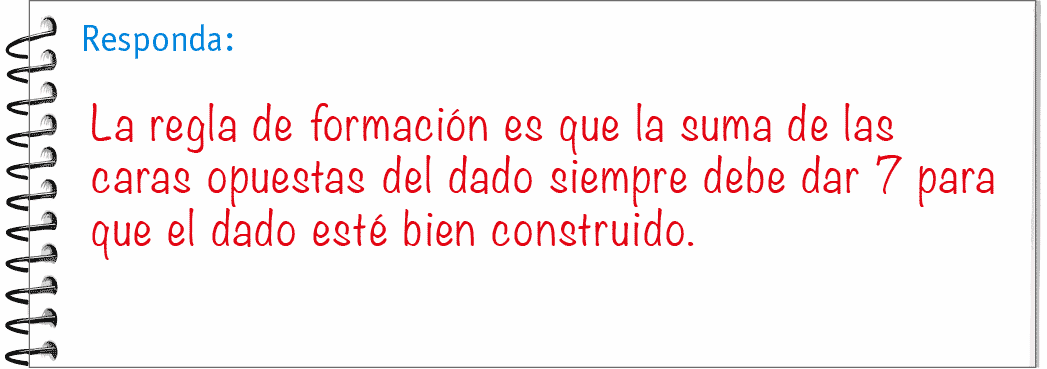 Responda:
La regla de formación es que la suma de las
caras opuestas del dado siempre debe dar 7 para
que el dado esté bien construido.